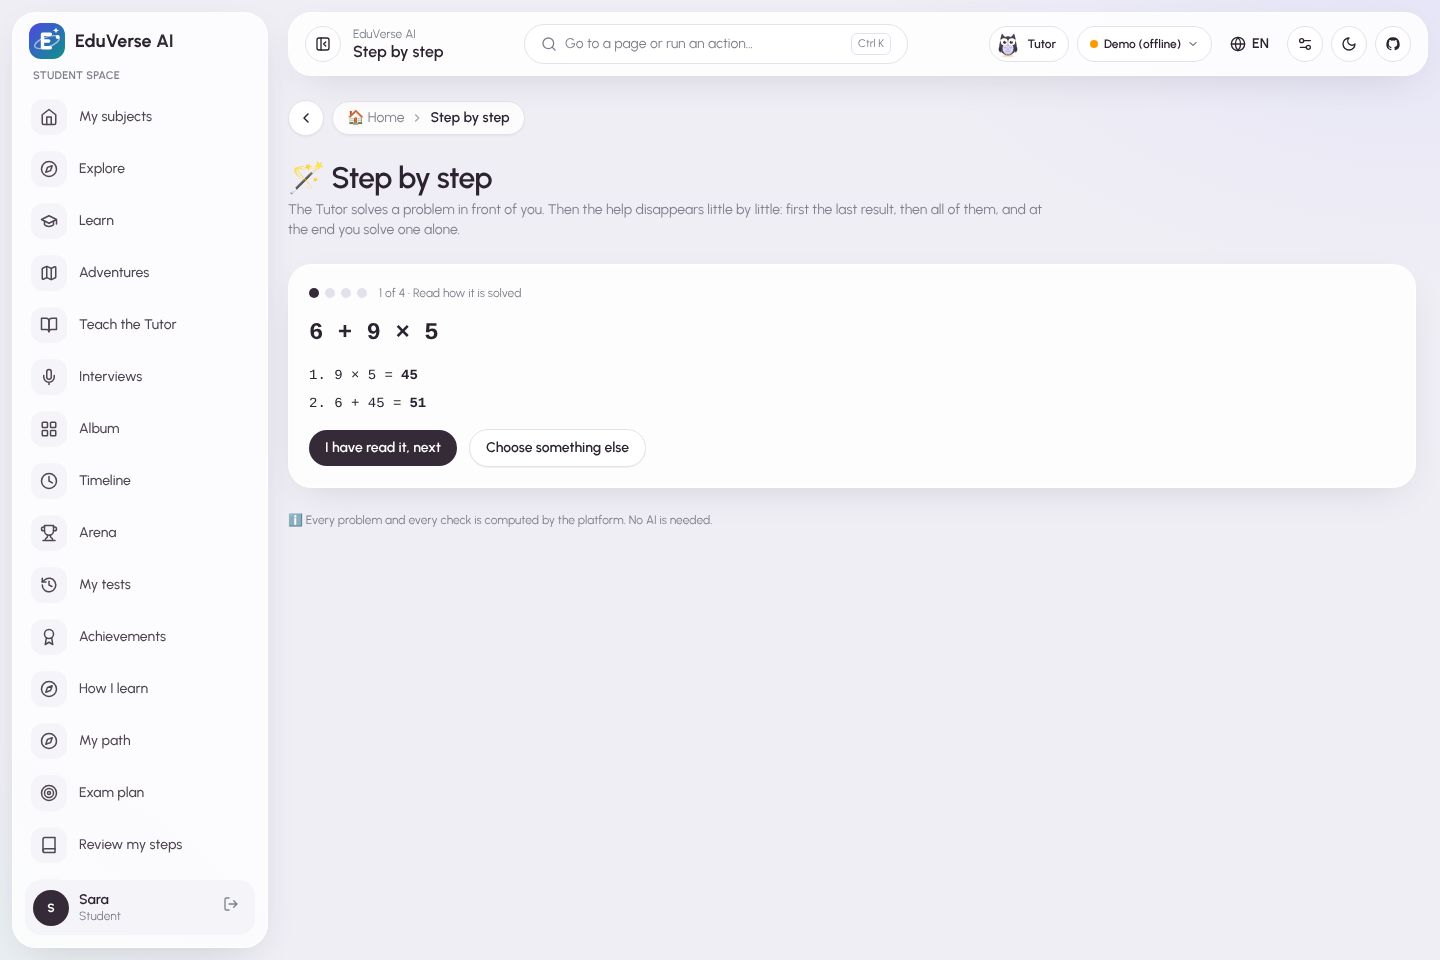 EduVerse AI
STUDENT SPACE
My subjects
Explore
Learn
Adventures
Teach the Tutor
Interviews
Album
Timeline
Arena
My tests
Achievements
How I learn
My path
Exam plan
Review my steps
S
Sara
Student
EduVerse AI
Step by step
Go to a page or run an action...
Ctrl K
Tutor
Demo (offline)
EN
Home
Step by step
Step by step
The Tutor solves a problem in front of you. Then the help disappears little by little: first the last result, then all of them, and at
the end you solve one alone.
1 of 4 · Read how it is solved
6 + 9 × 5
1. 9 × 5 = 45
2. 6 + 45 = 51
I have read it, next
Choose something else
Every problem and every check is computed by the platform. No AI is needed.